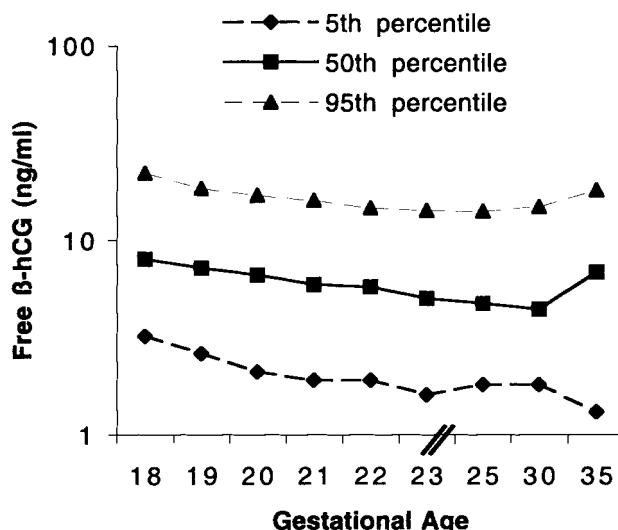 5th percentile
50th percentile
95th percentile
Free ß-hCG (ng/ml)
100
10
1
18 19 20 21 22 23 25 30 35
Gestational Age